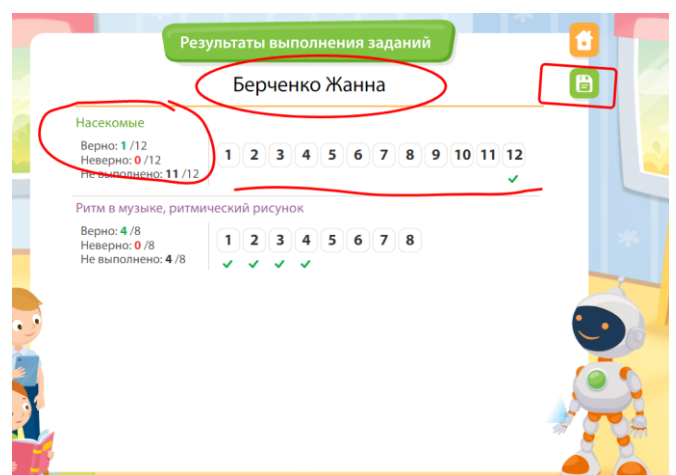 Результаты выполнения заданий
Берченко Жанна
Насекомые
Верно: 1 /12
Неверно: 0 /12
Не выполнено: 11 /12
1 2 3 4 5 6 7 8 9 10 11 12
Ритм в музыке, ритмический рисунок
Верно: 4 /8
Неверно: 0 /8
Не выполнено: 4 /8
1 2 3 4 5 6 7 8